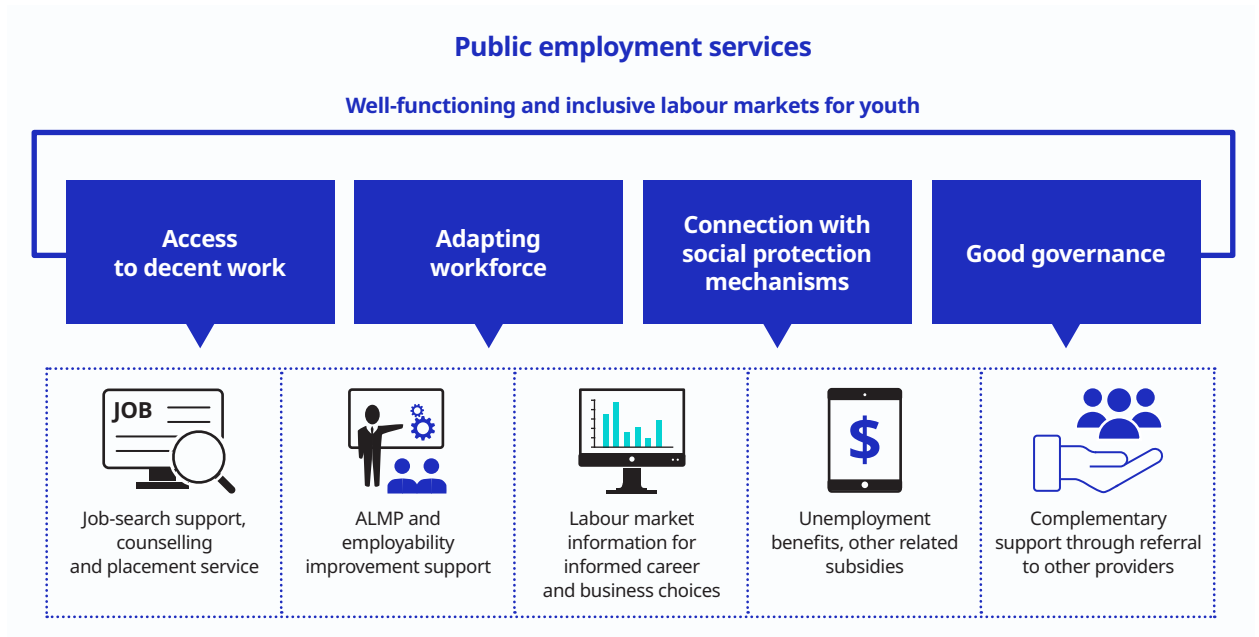 Public employment services
Well-functioning and inclusive labour markets for youth
Access
to decent work
Adapting
workforce
Connection with
social protection
mechanisms
Good governance
JOB
$
Job-search support,
counselling
and placement service
ALMP and
employability
improvement support
Labour market
information for
informed career
and business choices
Unemployment
benefits, other related
subsidies
Complementary
support through referral
to other providers